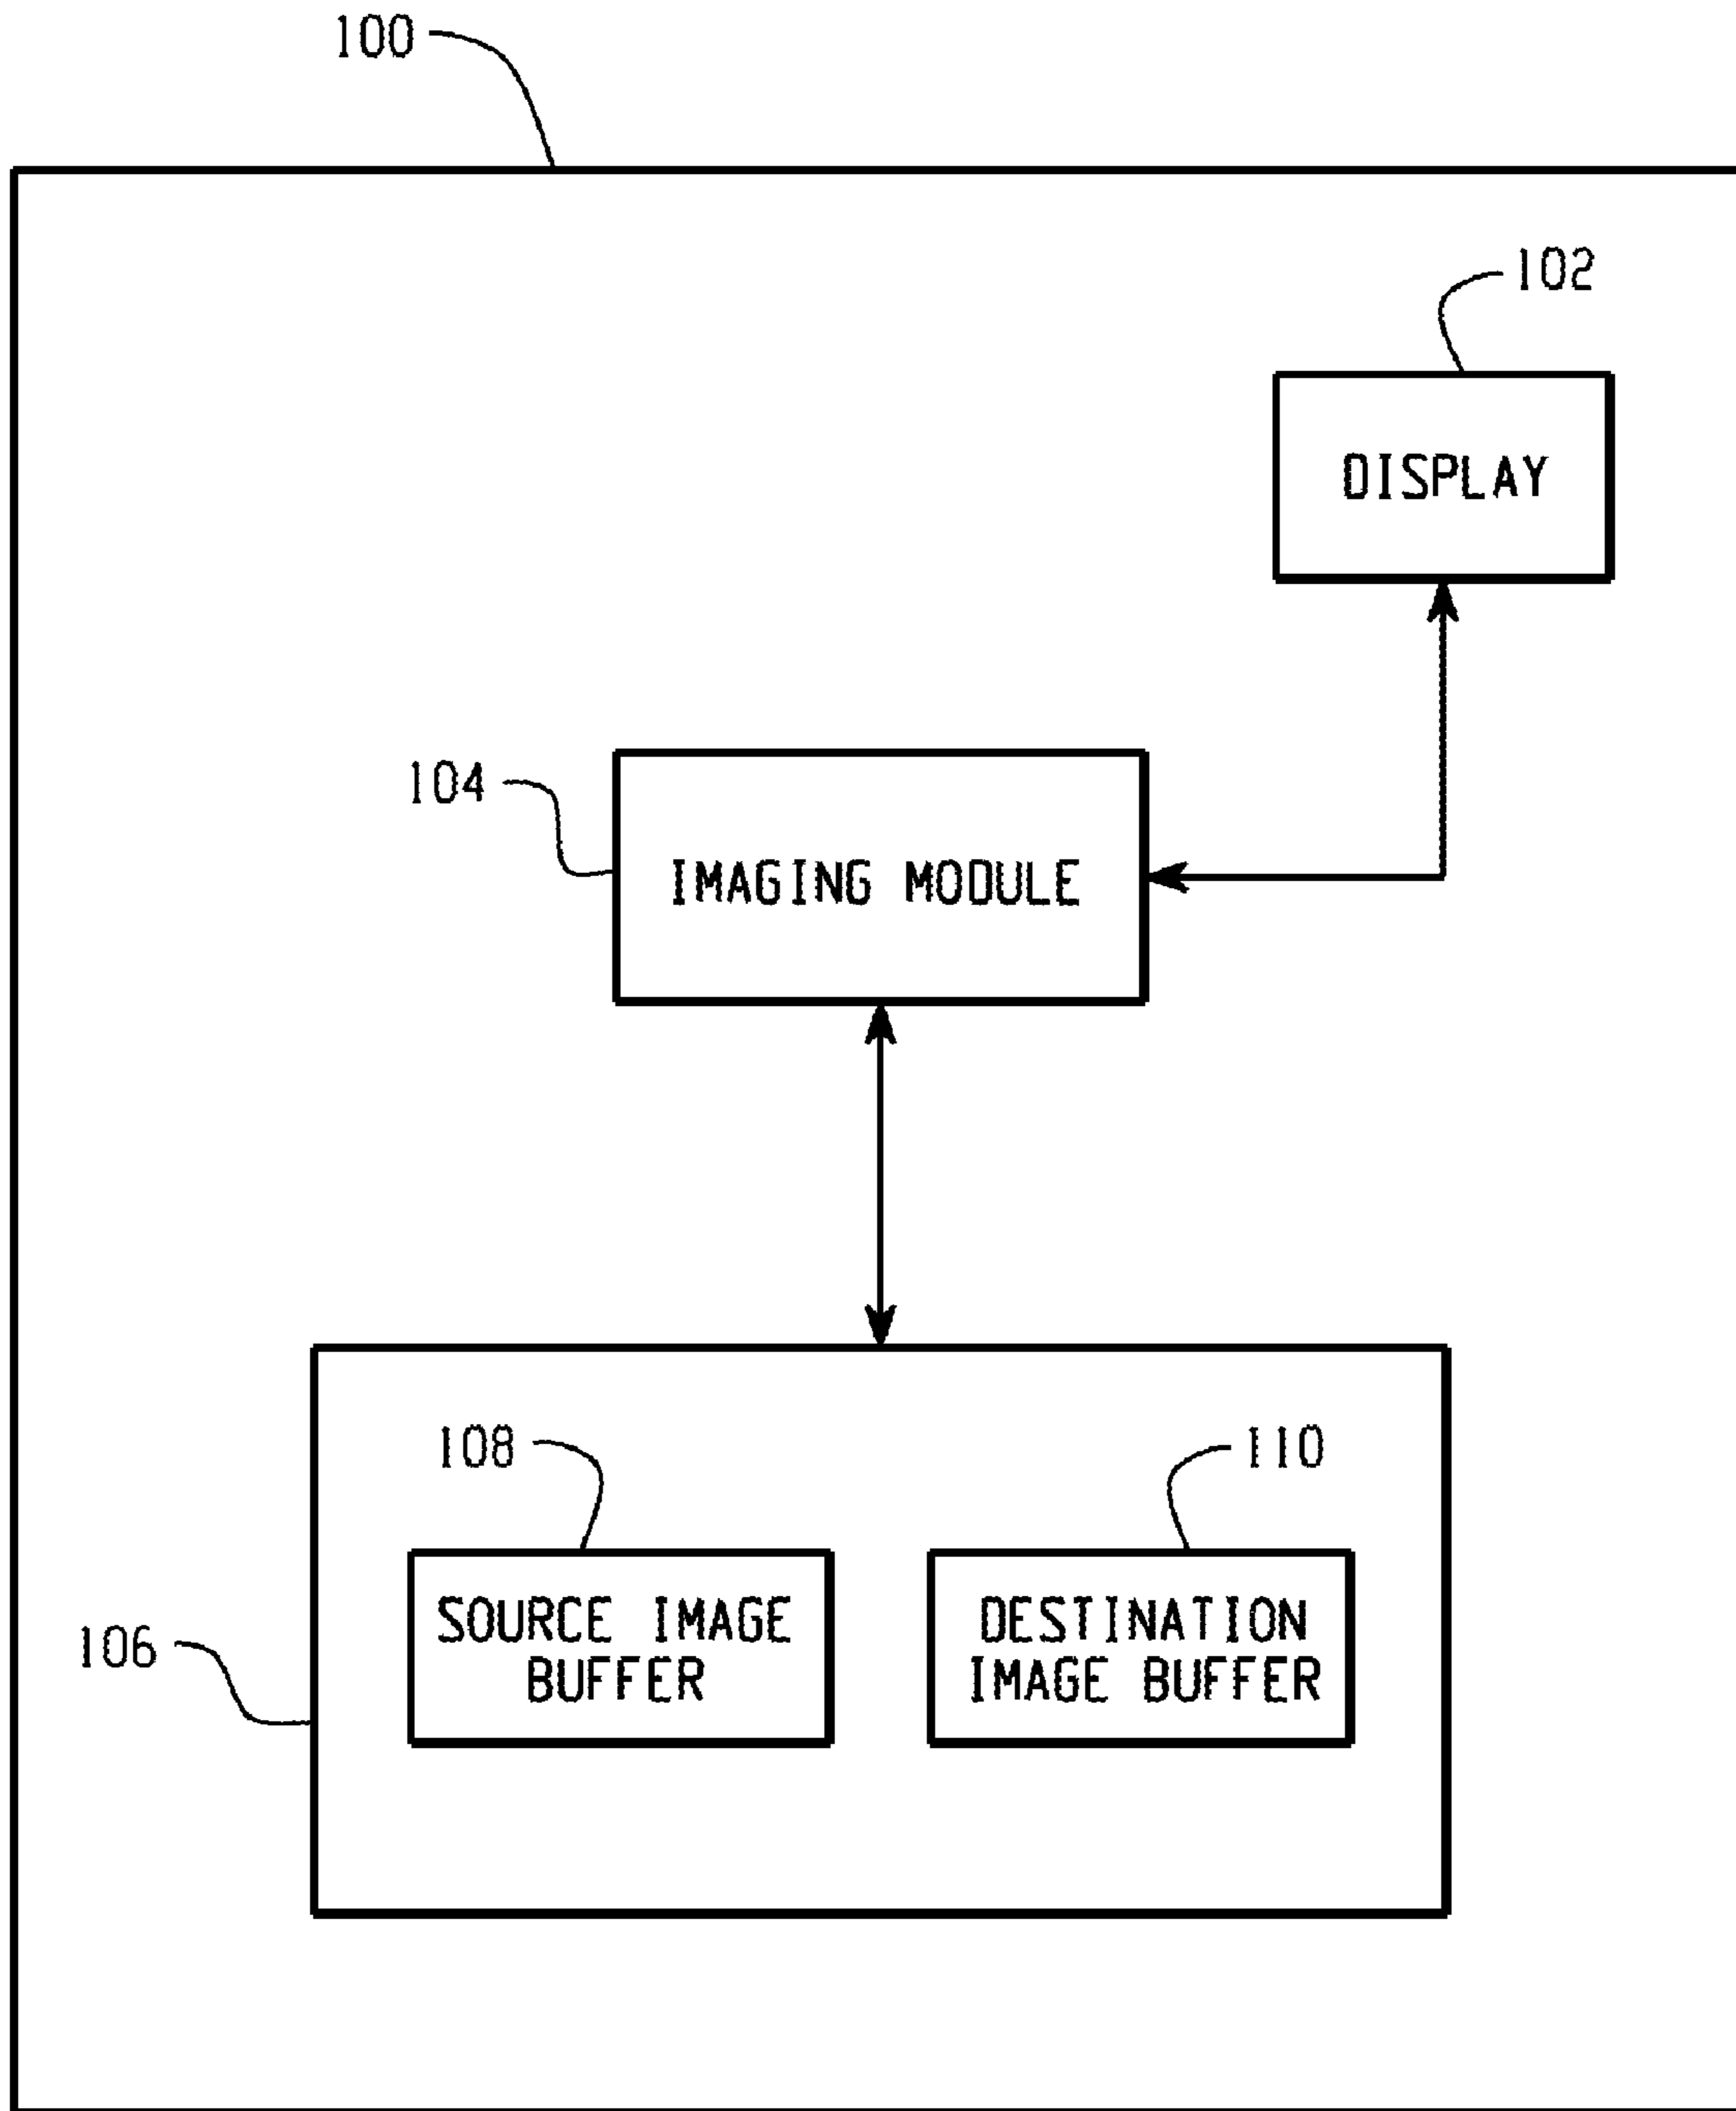 100
102
DISPLAY
104
IMAGING MODULE
108
110
SOURCE IMAGE
BUFFER
DESTINATION
IMAGE BUFFER
106